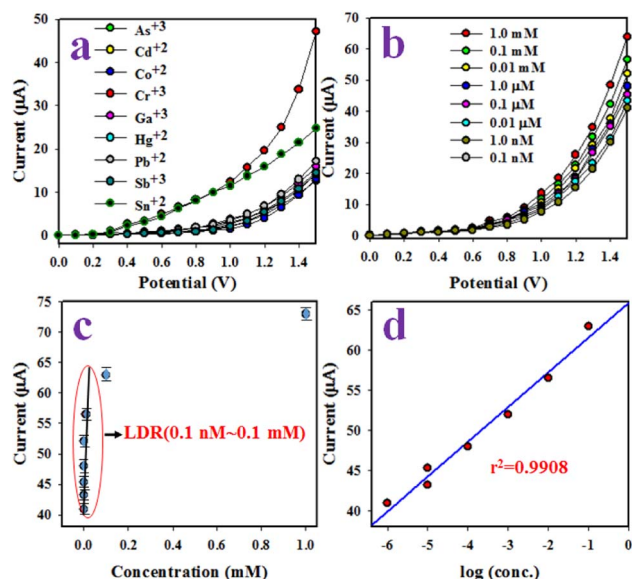 a
As+3
Cd+2
Co+2
Cr+3
Ga+3
Hg+2
Pb+2
Sb+3
Sn+2
50
40
30
20
10
0
Current (µA)
0.0 0.2 0.4 0.6 0.8 1.0 1.2 1.4
Potential (V)
b
1.0 mM
0.1 mM
0.01 mM
1.0 µM
0.1 µM
0.01 µM
1.0 nM
0.1 nM
70
60
50
40
30
20
10
0
Current (µA)
0.0 0.2 0.4 0.6 0.8 1.0 1.2 1.4
Potential (V)
c
LDR(0.1 nM~0.1 mM)
75
70
65
60
55
50
45
40
Current (µA)
0.0 0.2 0.4 0.6 0.8 1.0
Concentration (mM)
d
r2=0.9908
65
60
55
50
45
40
Current (µA)
-6 -5 -4 -3 -2 -1 0
log (conc.)